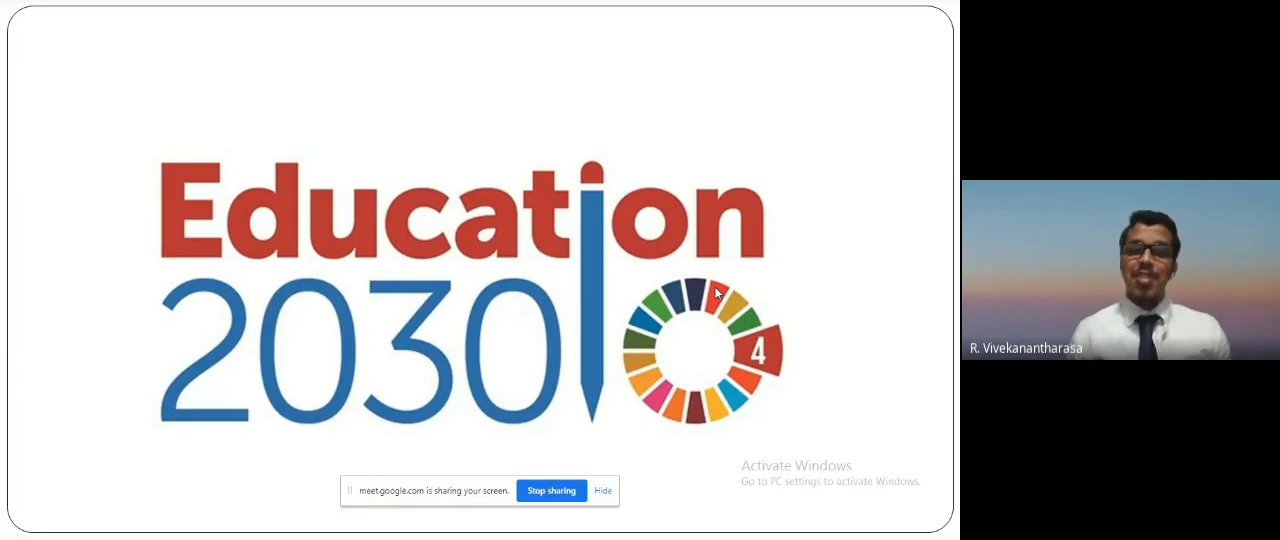 Education
2030
4
Activate Windows
Go to PC settings to activate Windows.
meet.google.com is sharing your screen.
Stop sharing
Hide
R. Vivekanantharasa